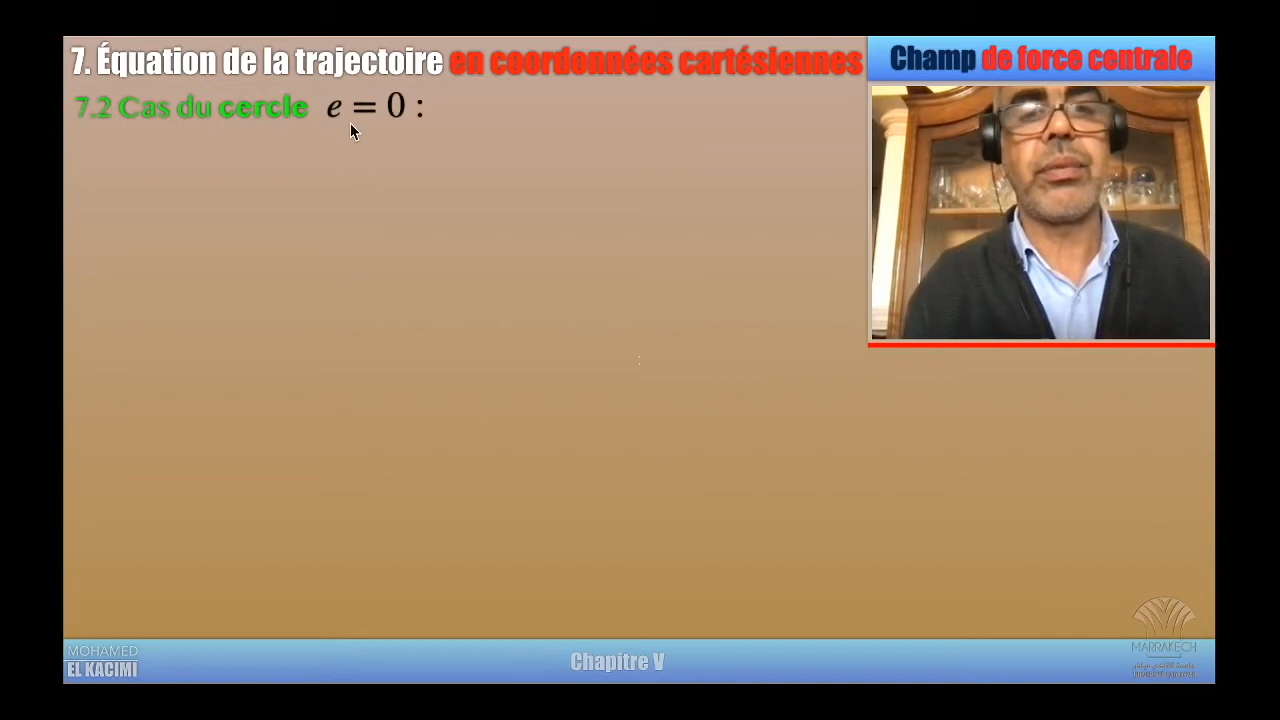 7. Équation de la trajectoire en coordonnées cartésiennes
Champ de force centrale
7.2 Cas du cercle e = 0 :
:
MOHAMED
EL KACIMI
Chapitre V
MARRAKECH